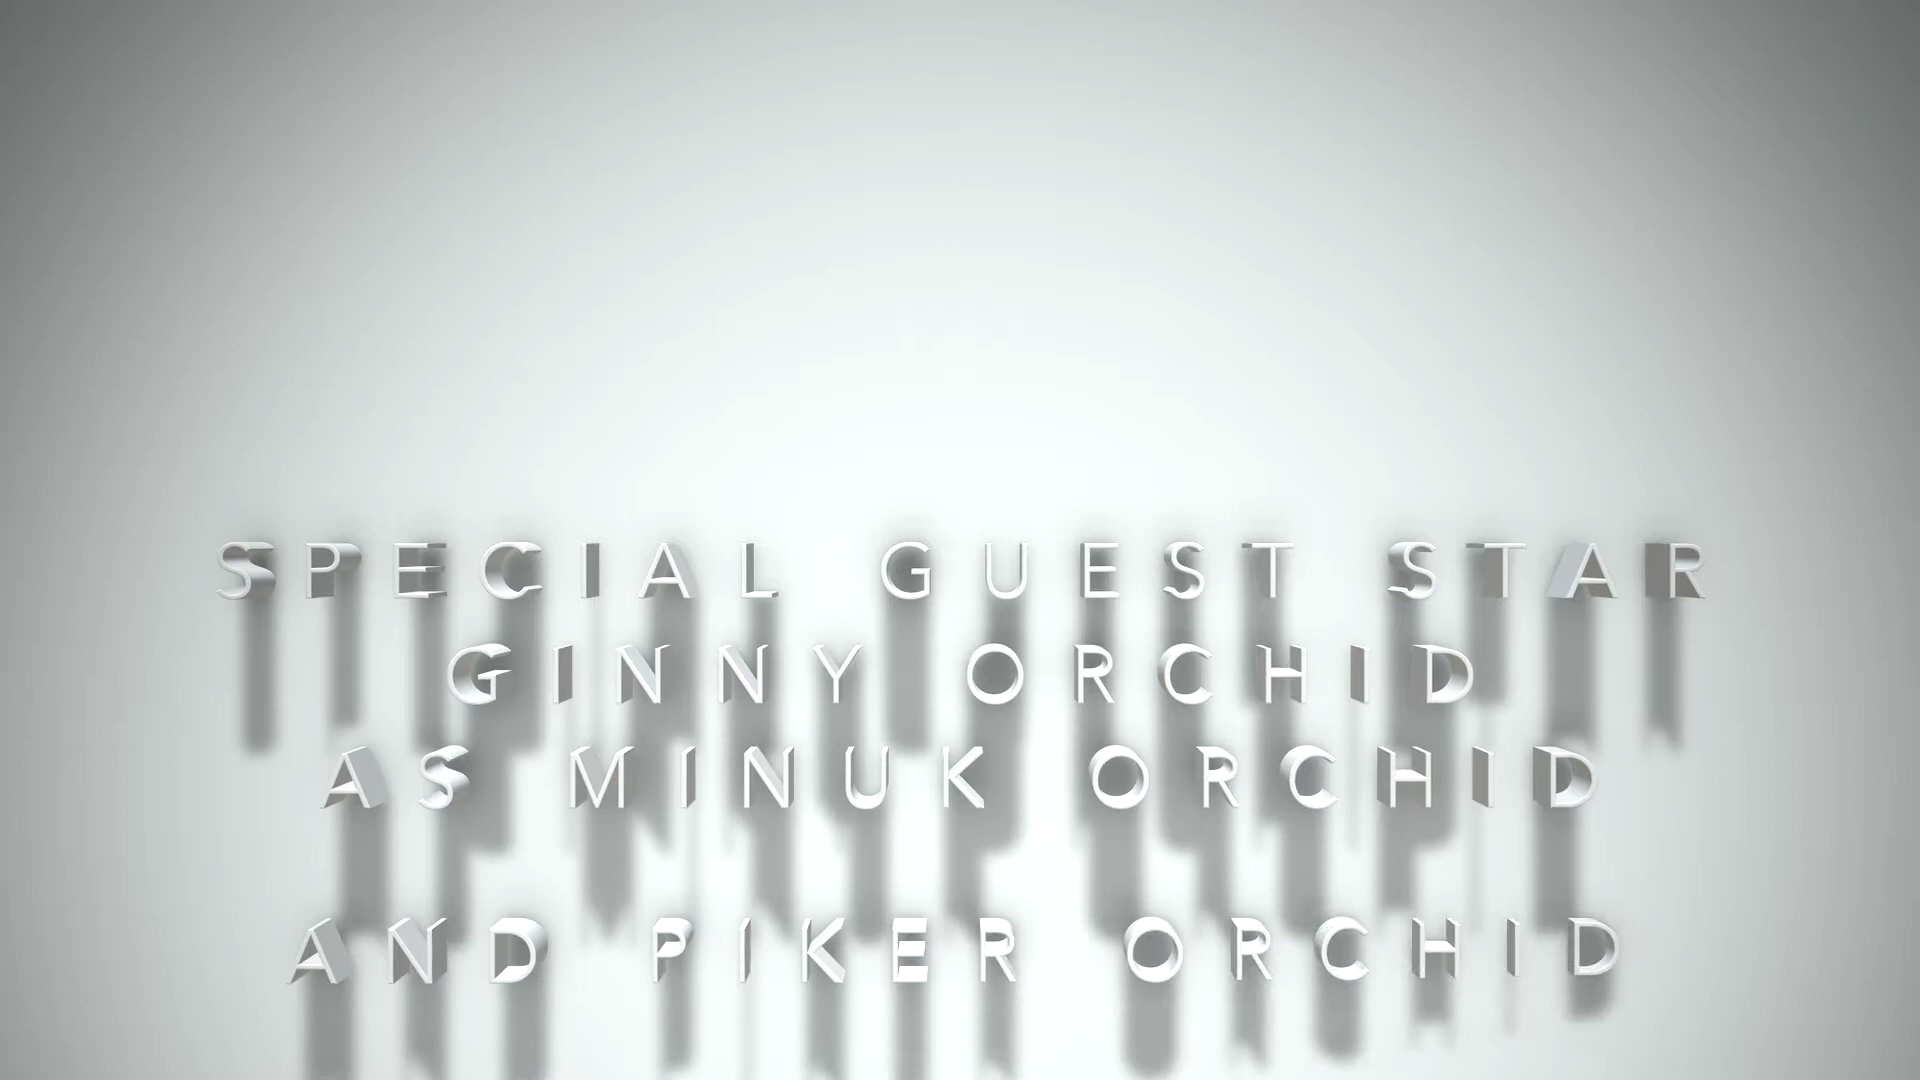 SPECIAL GUEST STAR
GINNY ORCHID
AS MINUK ORCHID
AND PIKER ORCHID